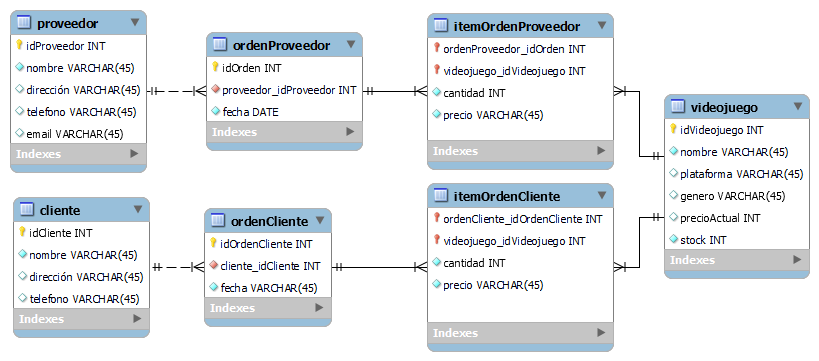 proveedor
idProveedor INT
nombre VARCHAR(45)
dirección VARCHAR(45)
telefono VARCHAR(45)
email VARCHAR(45)
Indexes
ordenProveedor
idOrden INT
proveedor_idProveedor INT
fecha DATE
Indexes
itemOrdenProveedor
ordenProveedor_idOrden INT
videojuego_idVideojuego INT
cantidad INT
precio VARCHAR(45)
Indexes
videojuego
idVideojuego INT
nombre VARCHAR(45)
plataforma VARCHAR(45)
genero VARCHAR(45)
precioActual INT
stock INT
Indexes
cliente
idCliente INT
nombre VARCHAR(45)
dirección VARCHAR(45)
telefono VARCHAR(45)
Indexes
ordenCliente
idOrdenCliente INT
cliente_idCliente INT
fecha VARCHAR(45)
Indexes
itemOrdenCliente
ordenCliente_idOrdenCliente INT
videojuego_idVideojuego INT
cantidad INT
precio VARCHAR(45)
Indexes